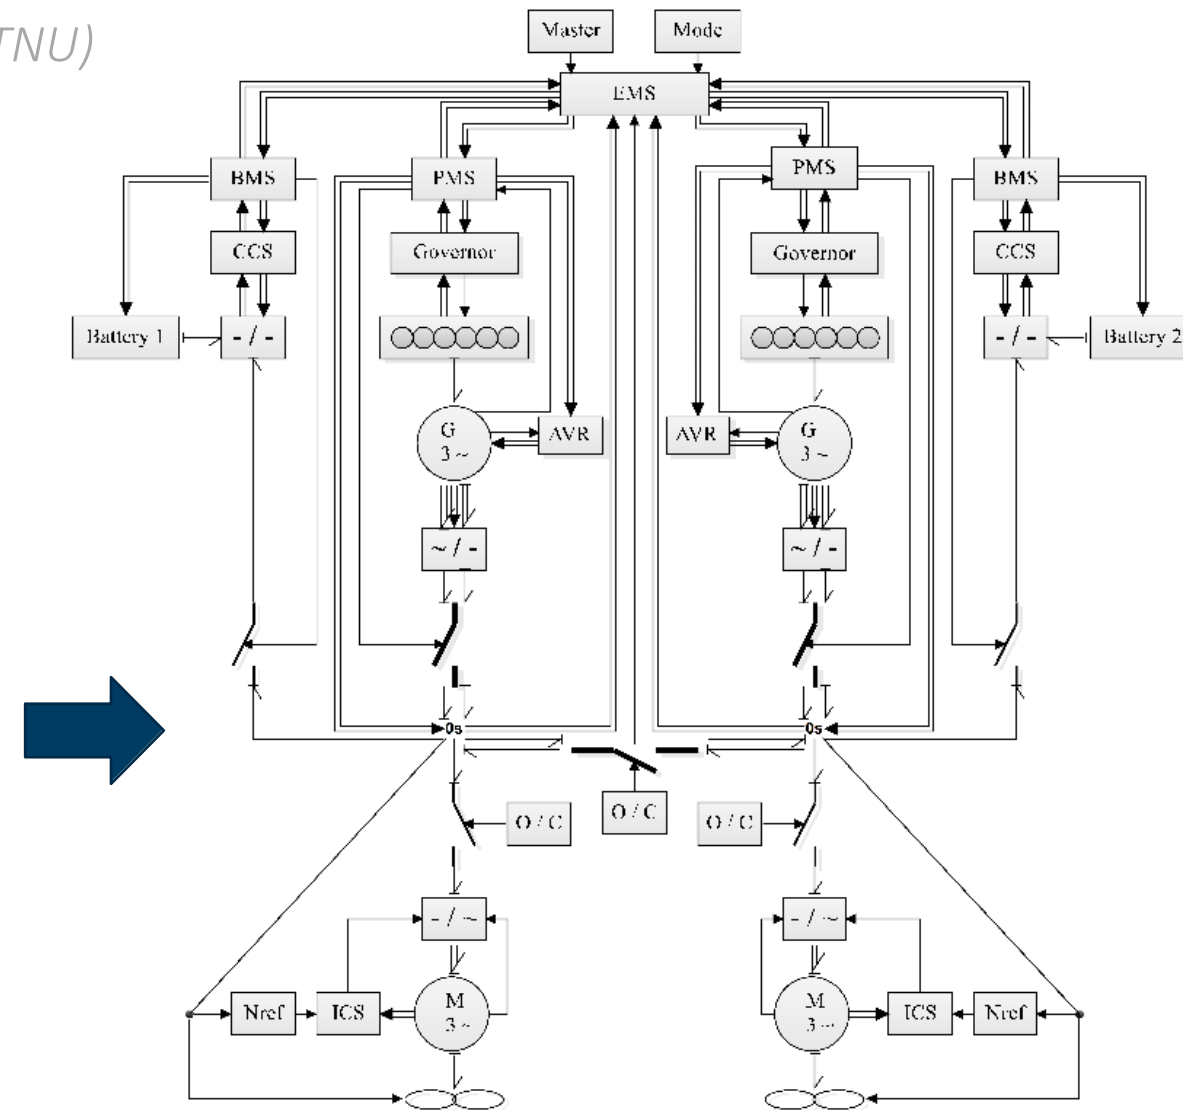 TNU)
Master Mode
EMS
BMS PMS PMS BMS
CCS Governor Governor CCS
Battery 1 - / - - / - Battery 2
G
3 ~
AVR AVR
G
3 ~
~ / - ~ / -
0s 0s
O / C O / C O / C
- / ~ - / ~
Nref ICS M
3 ~
M
3 ~
ICS Nref